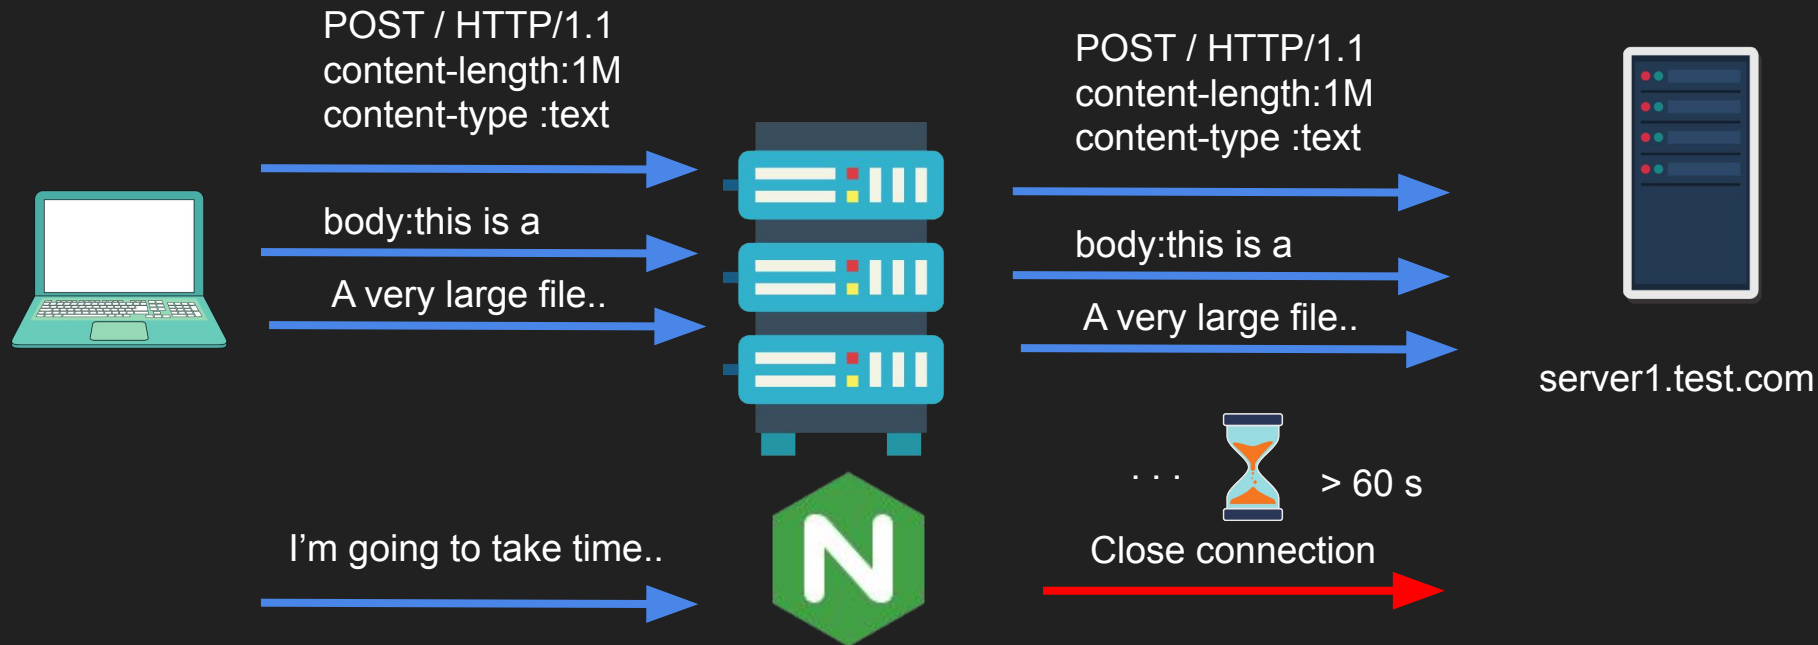 POST / HTTP/1.1
content-length:1M
content-type :text
body:this is a
A very large file..
I'm going to take time..
POST / HTTP/1.1
content-length:1M
content-type :text
body:this is a
A very large file..
. . .
> 60 s
Close connection
server1.test.com
N